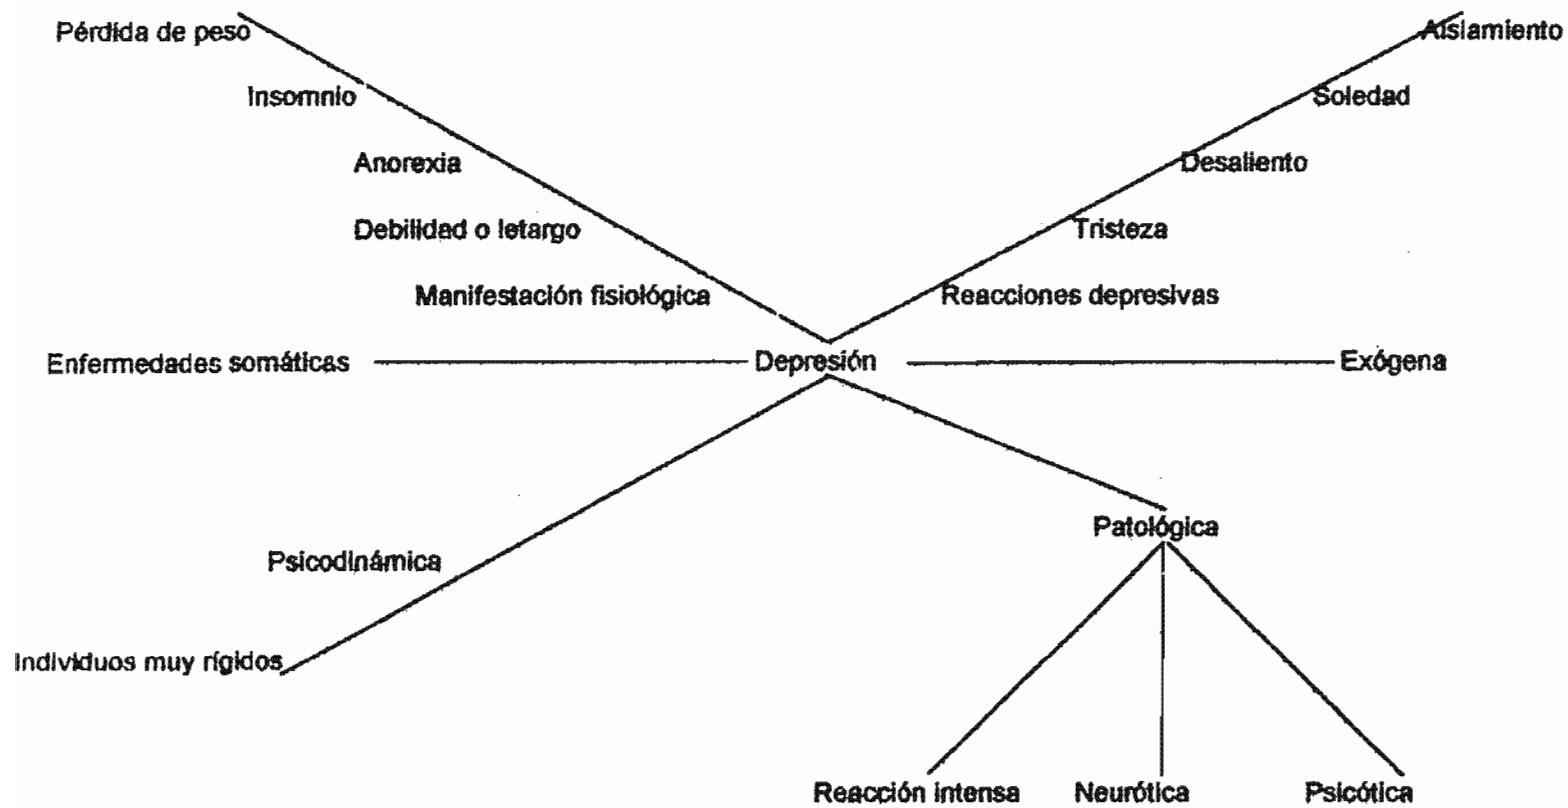 Pérdida de peso
Aislamiento
Insomnio
Soledad
Anorexia
Desaliento
Debilidad o letargo
Tristeza
Manifestación fisiológica
Reacciones depresivas
Enfermedades somáticas
Depresión
Exógena
Patológica
Psicodinámica
Individuos muy rígidos
Reacción intensa
Neurótica
Psicótica